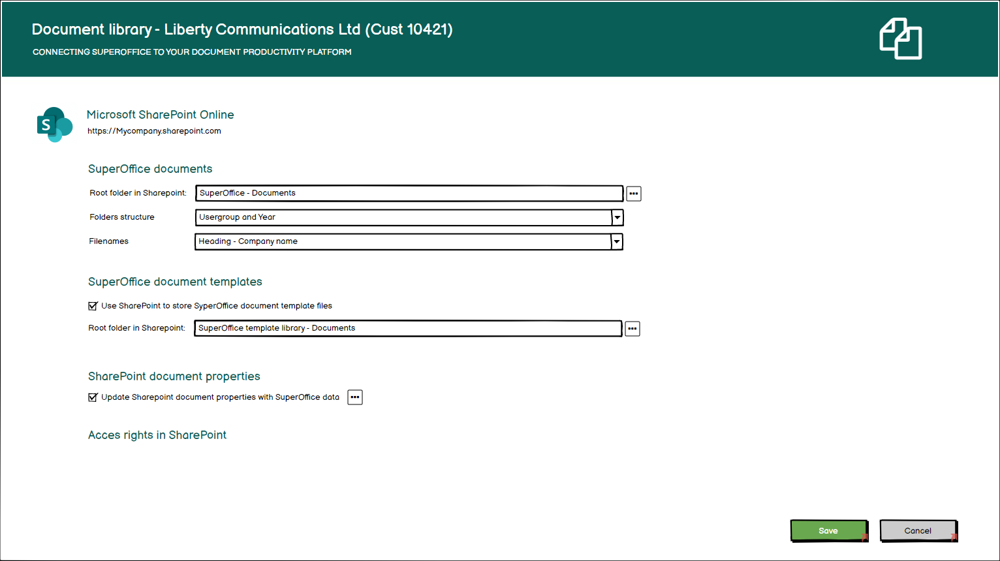 Document library - Liberty Communications Ltd (Cust 10421)
CONNECTING SUPEROFFICE TO YOUR DOCUMENT PRODUCTIVITY PLATFORM
S
Microsoft SharePoint Online
https://Mycompany.sharepoint.com
SuperOffice documents
Root folder in Sharepoint: SuperOffice - Documents
Folders structure Usergroup and Year
Filenames Heading - Company name
SuperOffice document templates
Use SharePoint to store SyperOffice document template files
Root folder in Sharepoint: SuperOffice template library - Documents
SharePoint document properties
Update Sharepoint document properties with SuperOffice data
Acces rights in SharePoint
Save Cancel